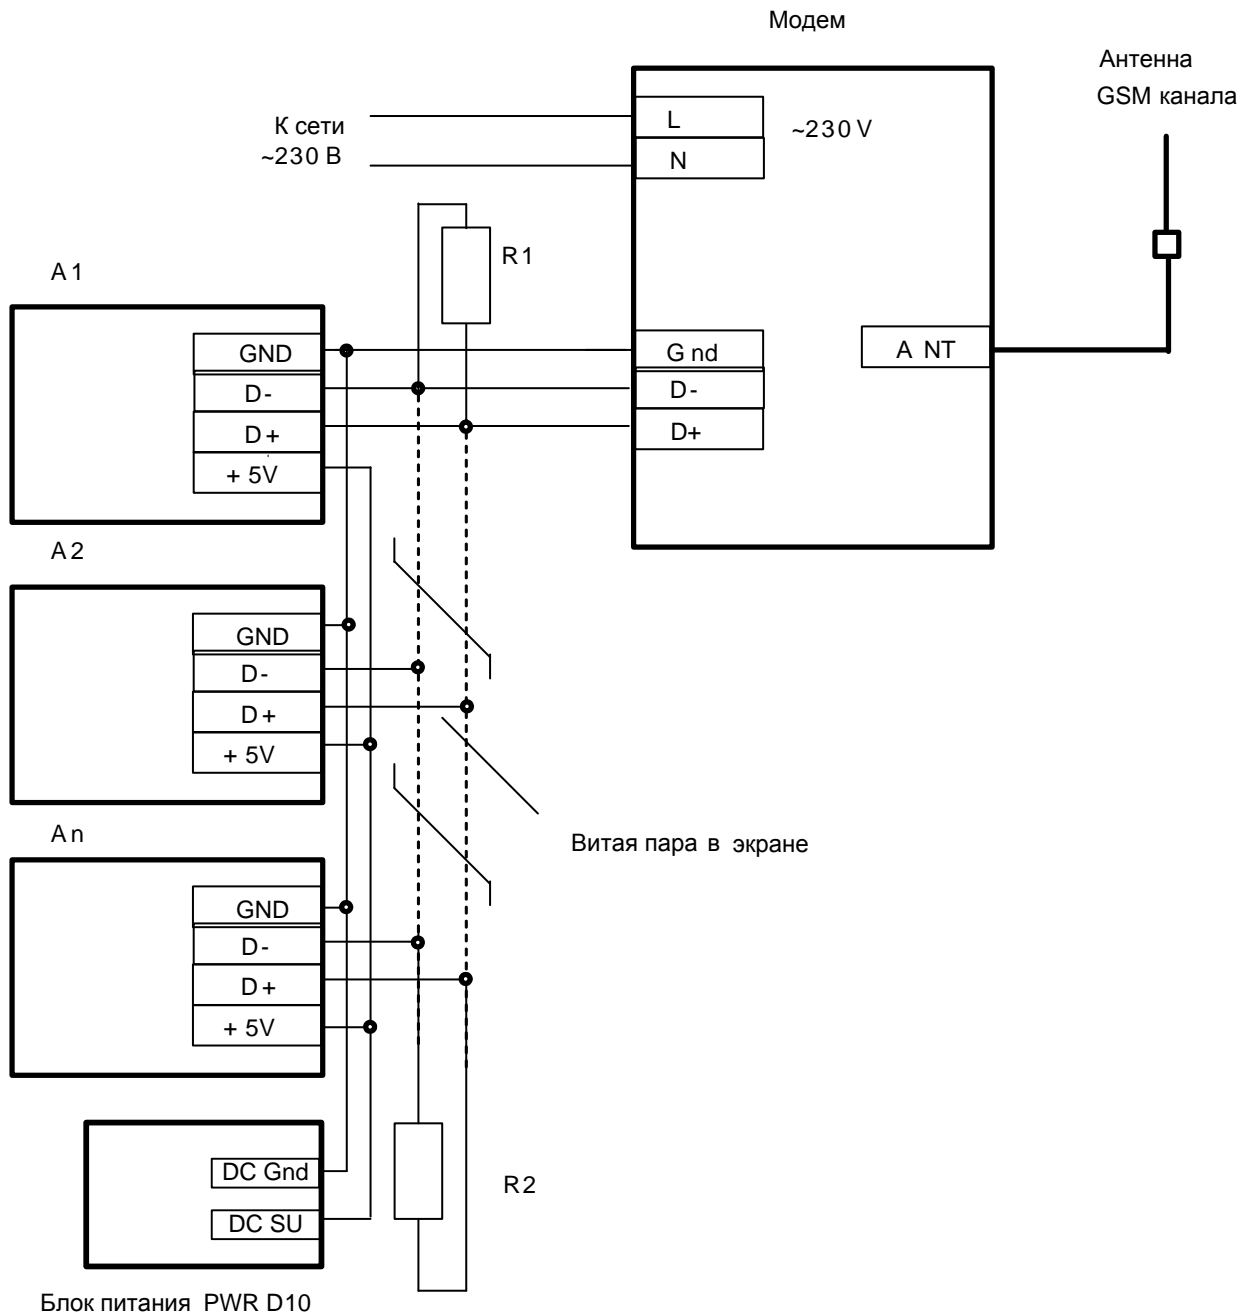 Модем
Антенна
GSM канала
К сети
~230 В
L
N
~230 V
R1
A1
GND
D-
D+
+ 5V
Gnd
D-
D+
A NT
A2
GND
D-
D+
+ 5V
An
Витая пара в экране
GND
D-
D+
+ 5V
DC Gnd
DC SU
R2
Блок питания PWR D10